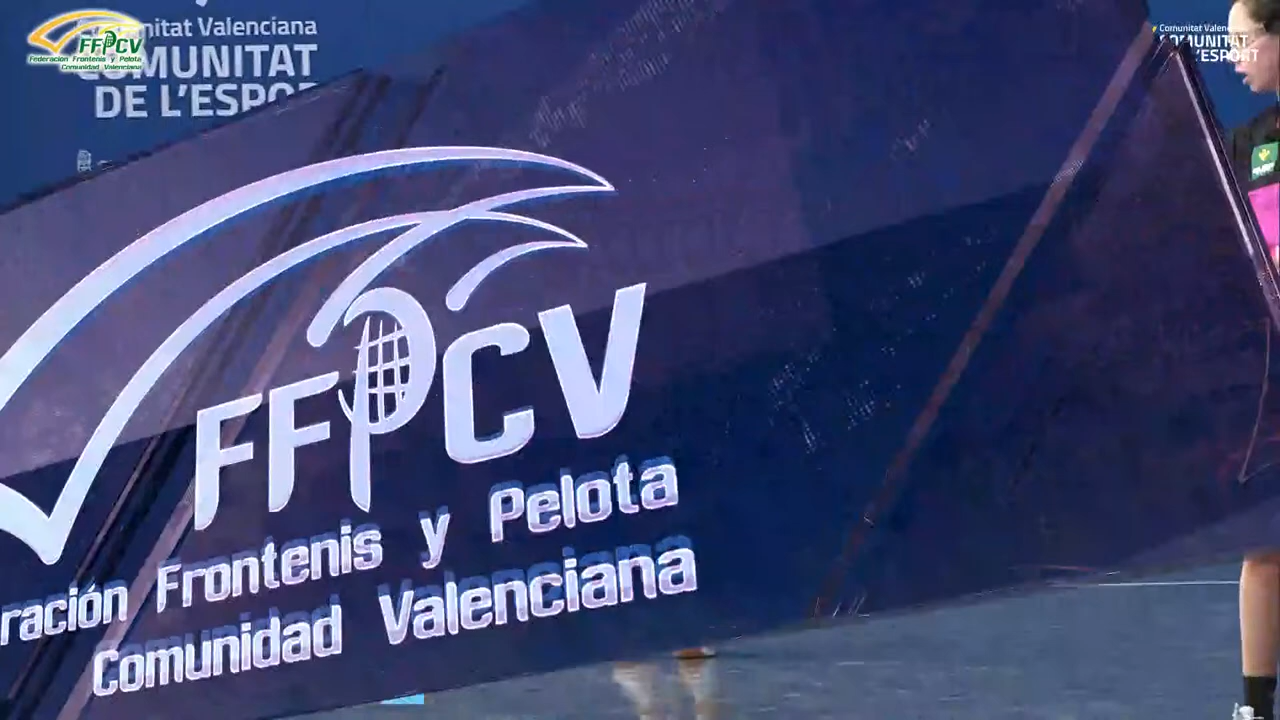 FFPCV
Federación Frontenis y Pelota
Comunidad Valenciana
Comunitat Valenciana
COMUNITAT
DE L'ESPORT
Comunitat Valenciana
COMUNITAT
L'ESPORT
FFPCV
ración Frontenis y Pelota
Comunidad Valenciana